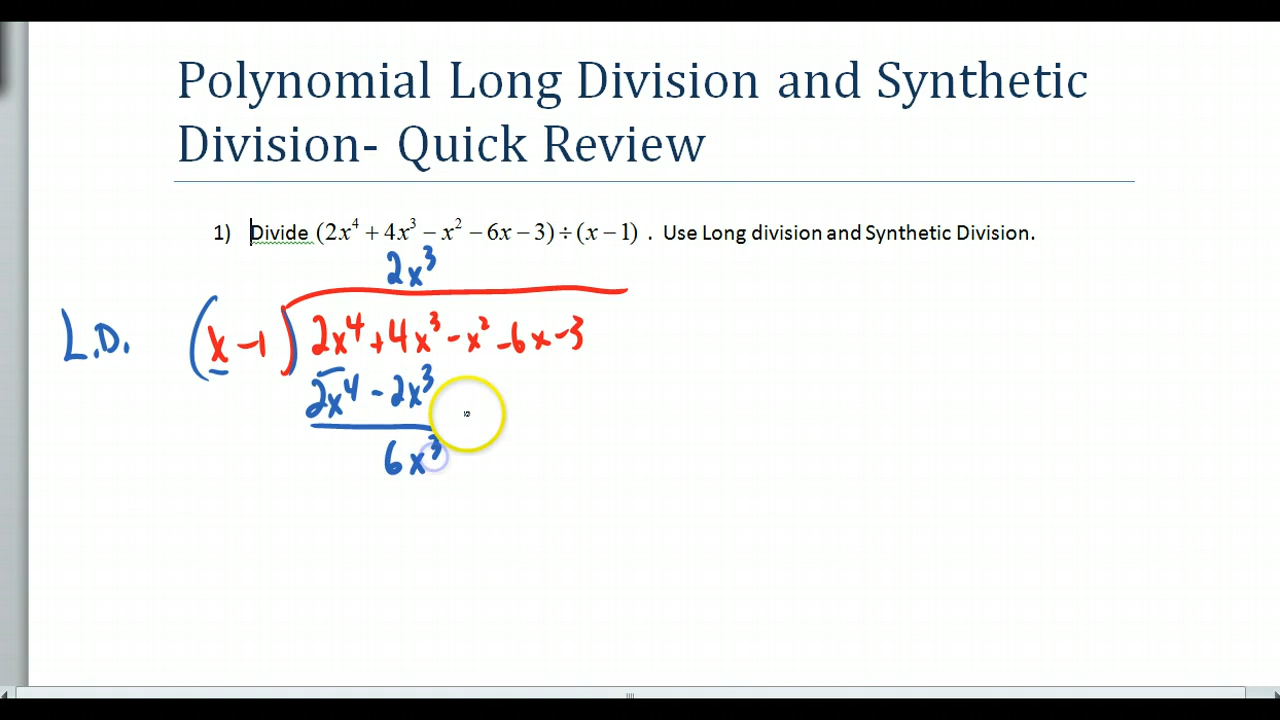 Polynomial Long Division and Synthetic
Division- Quick Review
1) Divide (2x⁴ + 4x³ − x² − 6x − 3) ÷ (x − 1) . Use Long division and Synthetic Division.
2x³
L.D. (x − 1) 2x⁴ + 4x³ − x² − 6x − 3
2x⁴ − 2x³
6x³